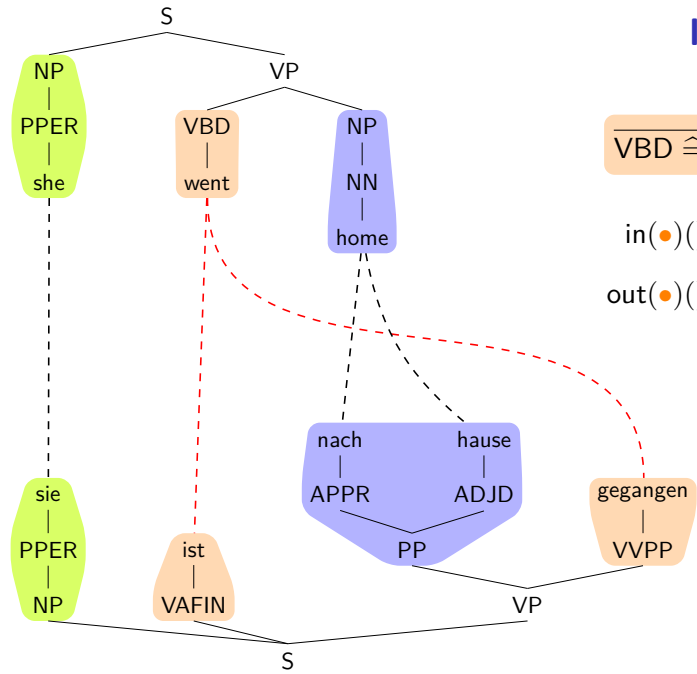 S
NP VP
PPER VBD NP
she went NN
home
VBD ≙
in(•)(
out(•)(
nach hause
APPR ADJD
sie gegangen
PPER ist PP VVPP
NP VAFIN VP
S